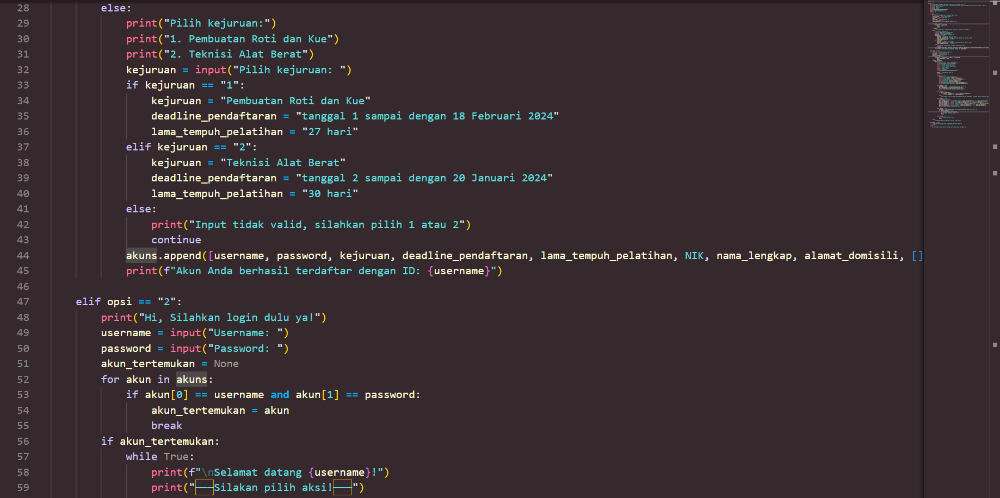 28 else:
29 print("Pilih kejuruan:")
30 print("1. Pembuatan Roti dan Kue")
31 print("2. Teknisi Alat Berat")
32 kejuruan = input("Pilih kejuruan: ")
33 if kejuruan == "1":
34 kejuruan = "Pembuatan Roti dan Kue"
35 deadline_pendaftaran = "tanggal 1 sampai dengan 18 Februari 2024"
36 lama_tempuh_pelatihan = "27 hari"
37 elif kejuruan == "2":
38 kejuruan = "Teknisi Alat Berat"
39 deadline_pendaftaran = "tanggal 2 sampai dengan 20 Januari 2024"
40 lama_tempuh_pelatihan = "30 hari"
41 else:
42 print("Input tidak valid, silahkan pilih 1 atau 2")
43 continue
44 akuns.append([username, password, kejuruan, deadline_pendaftaran, lama_tempuh_pelatihan, NIK, nama_lengkap, alamat_domisili, []
45 print(f"Akun Anda berhasil terdaftar dengan ID: {username}")
46
47 elif opsi == "2":
48 print("Hi, Silahkan login dulu ya!")
49 username = input("Username: ")
50 password = input("Password: ")
51 akun_tertemukan = None
52 for akun in akuns:
53 if akun[0] == username and akun[1] == password:
54 akun_tertemukan = akun
55 break
56 if akun_tertemukan:
57 while True:
58 print(f"\nSelamat datang {username}!")
59 print("———Silakan pilih aksi!———")